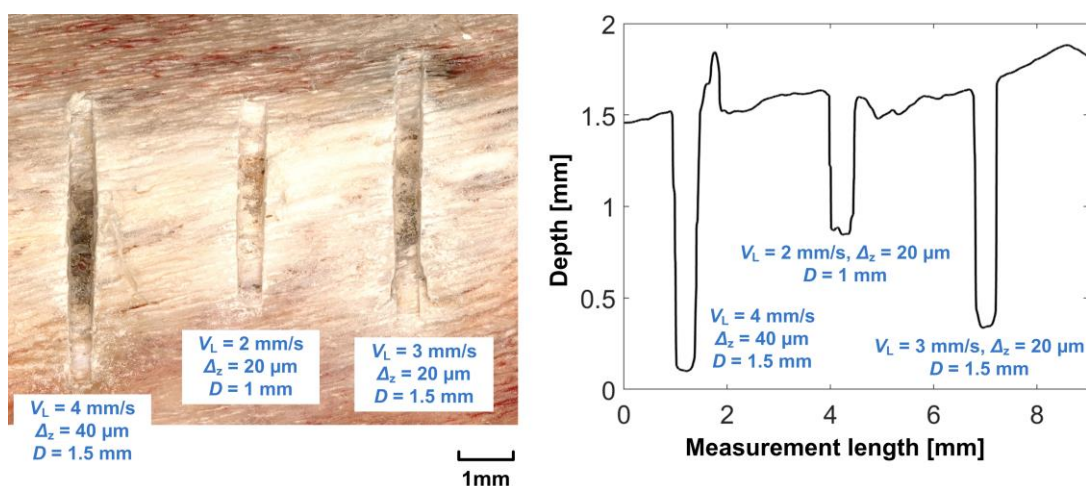 V_L = 4 mm/s
Δ_z = 40 µm
D = 1.5 mm
V_L = 2 mm/s
Δ_z = 20 µm
D = 1 mm
V_L = 3 mm/s
Δ_z = 20 µm
D = 1.5 mm
1mm
Depth [mm]
2
1.5
1
0.5
0
V_L = 2 mm/s, Δ_z = 20 µm
D = 1 mm
V_L = 4 mm/s
Δ_z = 40 µm
D = 1.5 mm
V_L = 3 mm/s, Δ_z = 20 µm
D = 1.5 mm
0 2 4 6 8
Measurement length [mm]